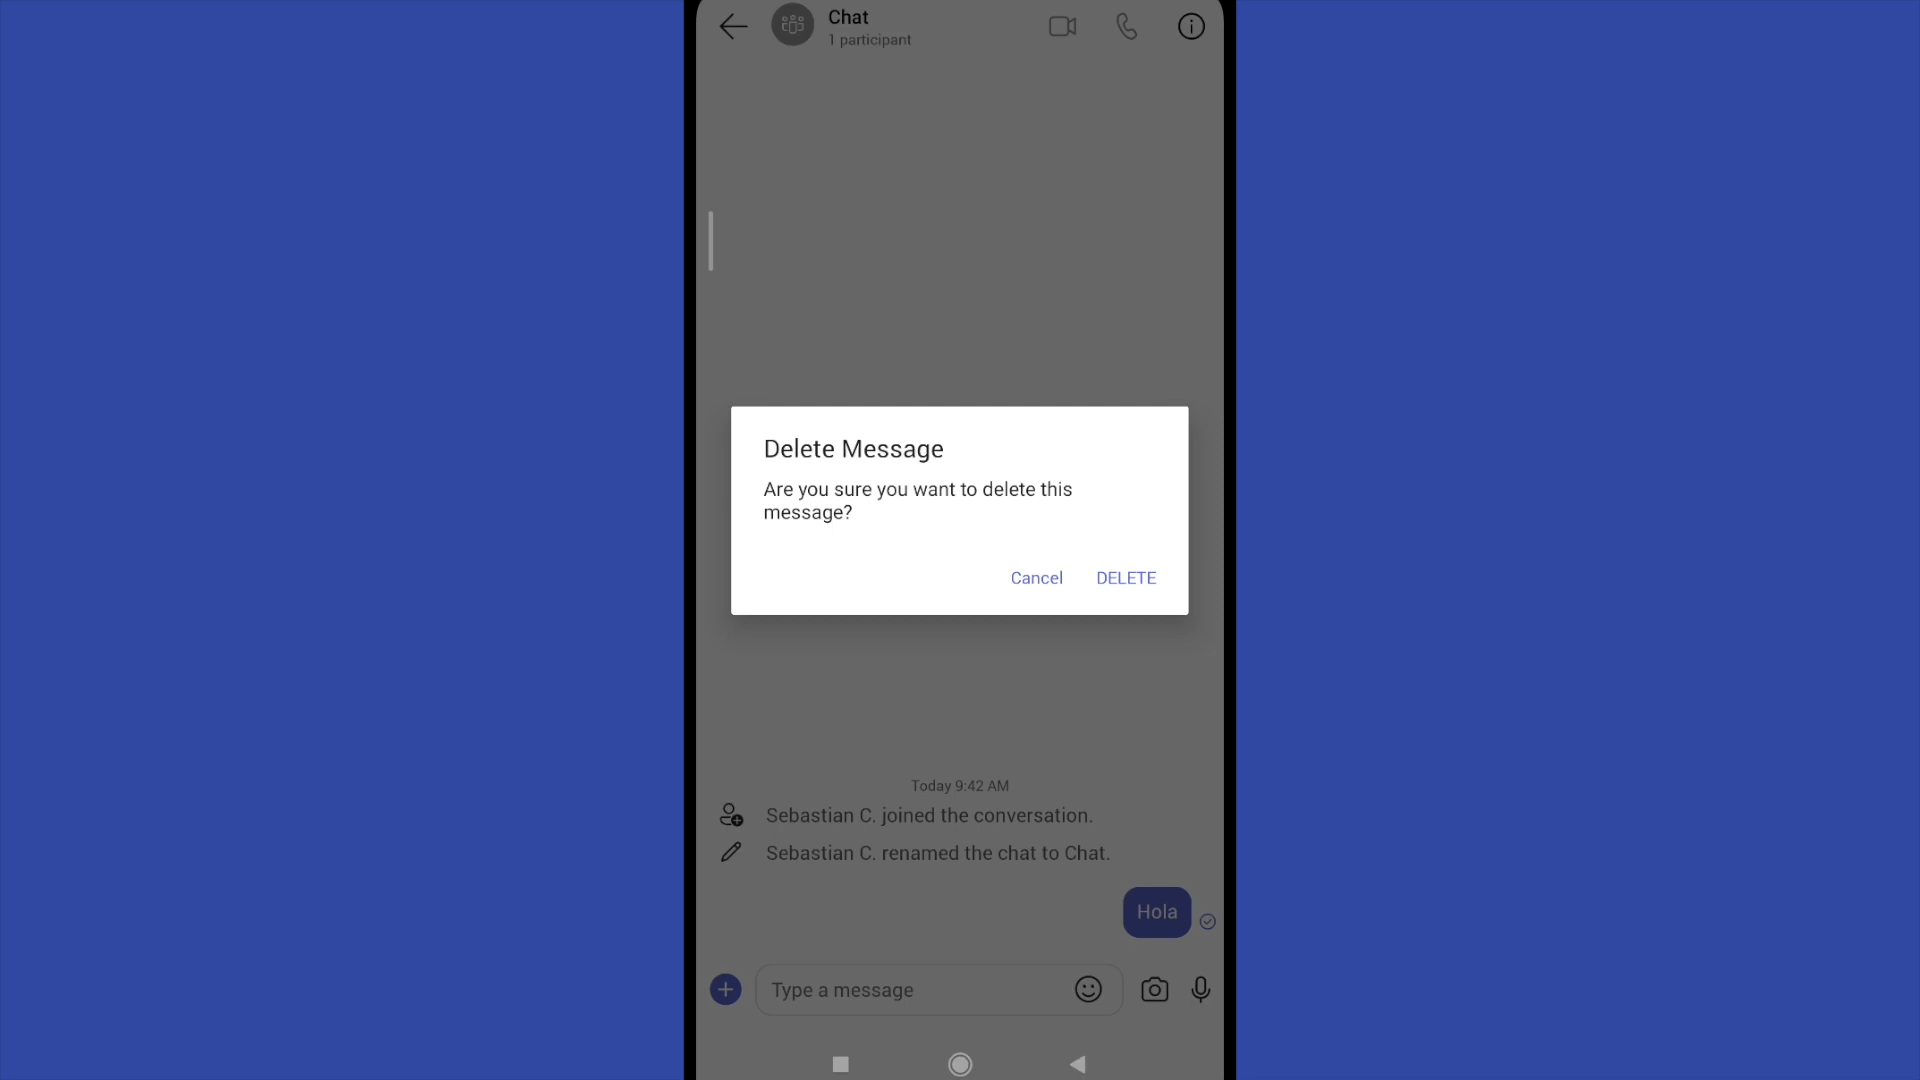 Chat
1 participant
Delete Message
Are you sure you want to delete this
message?
Cancel DELETE
Today 9:42 AM
Sebastian C. joined the conversation.
Sebastian C. renamed the chat to Chat.
Hola
Type a message